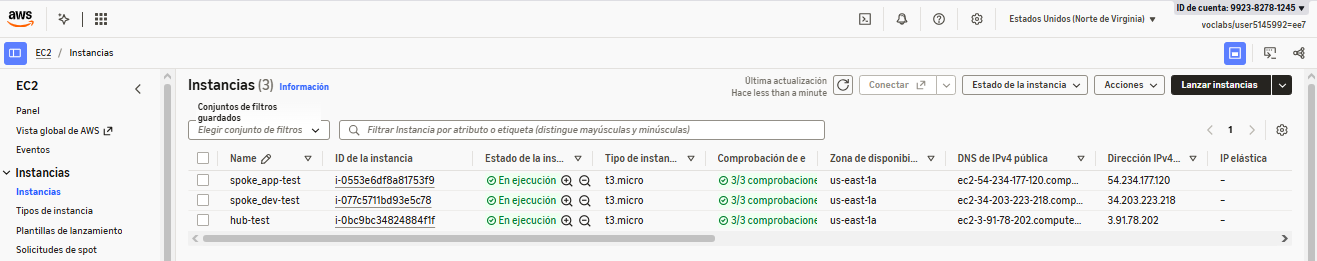 aws
ID de cuenta: 9923-8278-1245
Estados Unidos (Norte de Virginia)
voclabs/user5145992=ee7
EC2 / Instancias
EC2
Panel
Vista global de AWS
Eventos
Instancias
Instancias
Tipos de instancia
Plantillas de lanzamiento
Solicitudes de spot
Instancias (3) Información
Última actualización
Hace less than a minute
Conectar
Estado de la instancia
Acciones
Lanzar instancias
Conjuntos de filtros
guardados
Elegir conjunto de filtros
Filtrar Instancia por atributo o etiqueta (distingue mayúsculas y minúsculas)
1
Name ID de la instancia Estado de la ins... Tipo de instan... Comprobación de e Zona de disponibi... DNS de IPv4 pública Dirección IPv4... IP elástica
spoke_app-test i-0553e6df8a81753f9 En ejecución t3.micro 3/3 comprobacione us-east-1a ec2-54-234-177-120.comp... 54.234.177.120 –
spoke_dev-test i-077c5711bd93e5c78 En ejecución t3.micro 3/3 comprobacione us-east-1a ec2-34-203-223-218.comp... 34.203.223.218 –
hub-test i-0bc9bc34824884f1f En ejecución t3.micro 3/3 comprobacione us-east-1a ec2-3-91-78-202.compute... 3.91.78.202 –